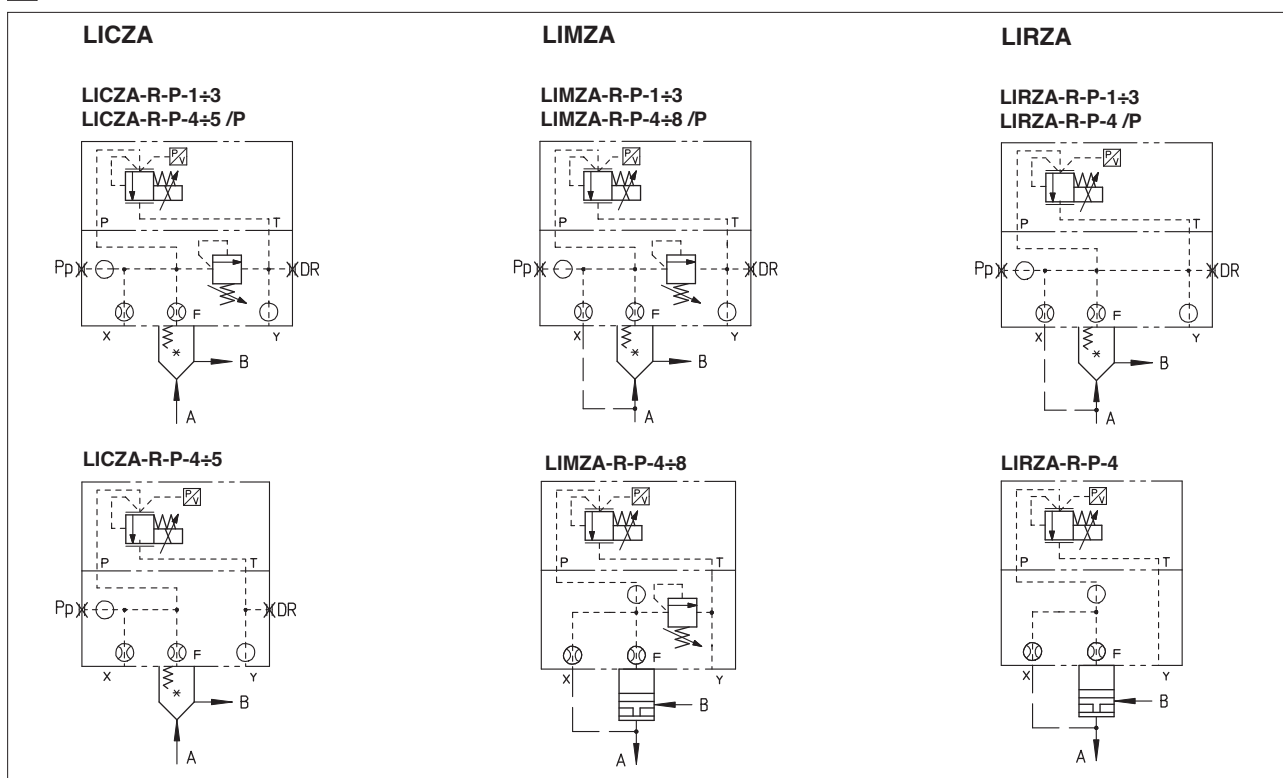 LICZA
LICZA-R-P-1÷3
LICZA-R-P-4÷5 /P
P/V
P
T
Pp
DR
X
F
Y
B
A
LIMZA
LIMZA-R-P-1÷3
LIMZA-R-P-4÷8 /P
P/V
P
T
Pp
DR
X
F
Y
B
A
LIRZA
LIRZA-R-P-1÷3
LIRZA-R-P-4 /P
P/V
P
T
Pp
DR
X
F
Y
B
A
LICZA-R-P-4÷5
P/V
P
T
Pp
DR
X
F
Y
B
A
LIMZA-R-P-4÷8
P/V
P
T
X
F
Y
B
A
LIRZA-R-P-4
P/V
P
T
X
F
Y
B
A